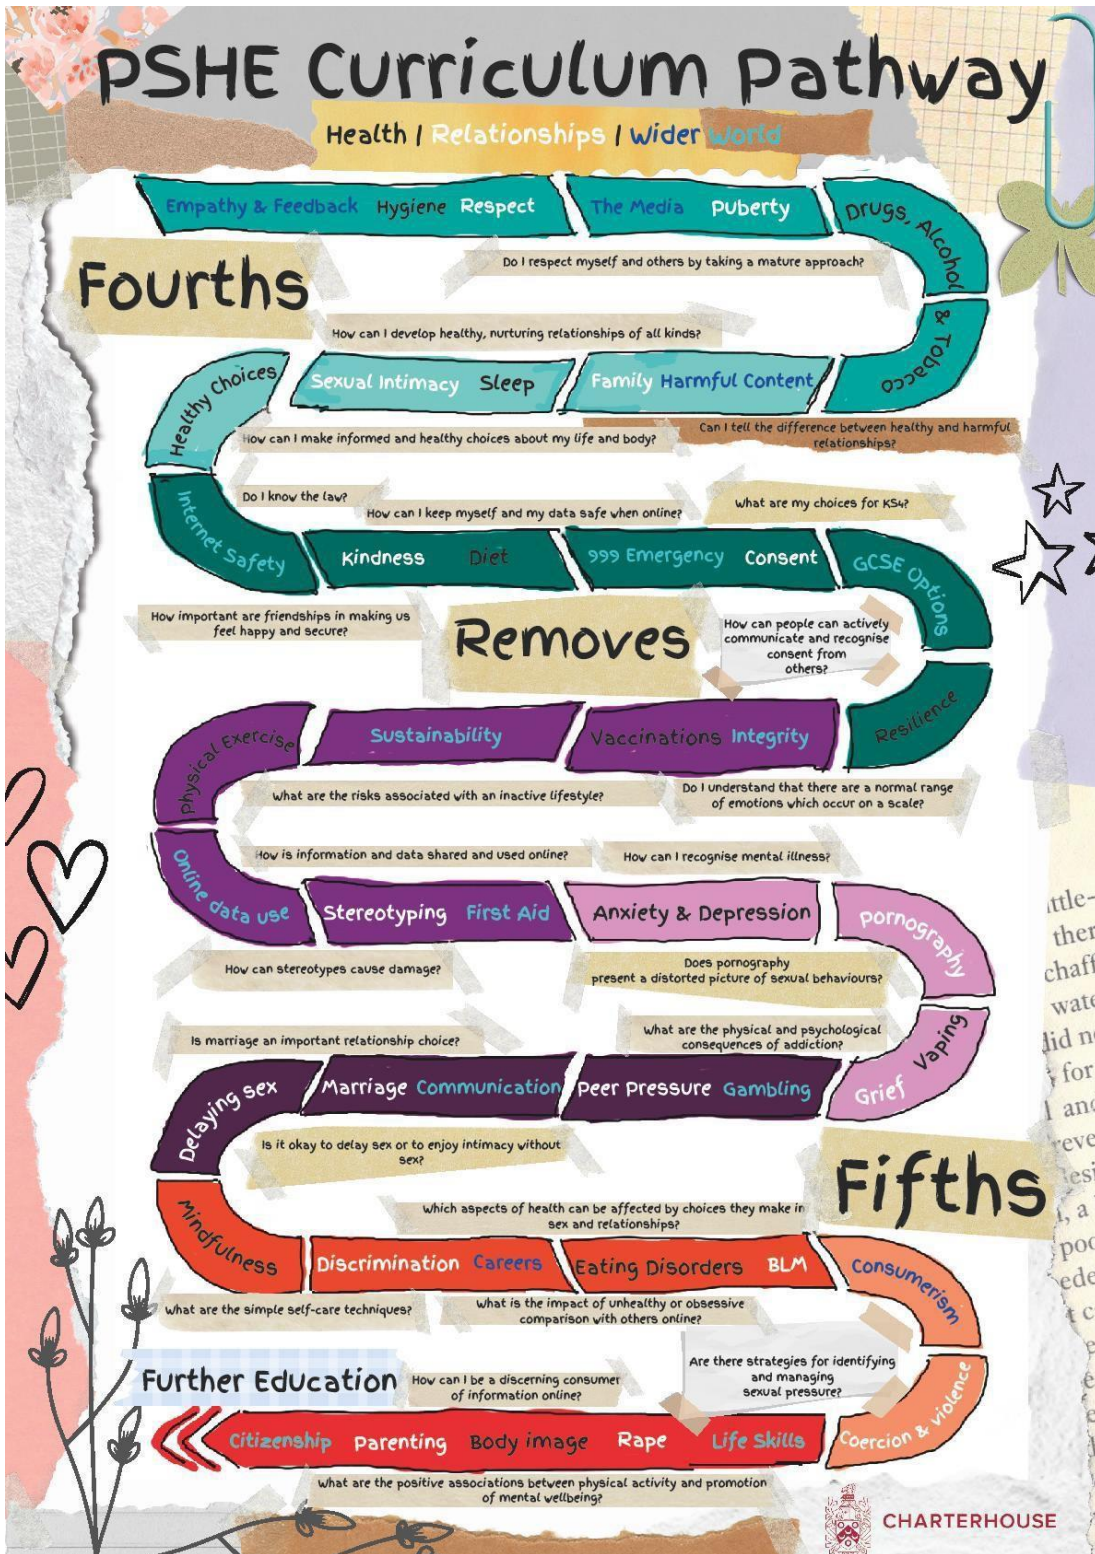 PSHE Curriculum Pathway
Health | Relationships | Wider World
Empathy & Feedback Hygiene Respect
The Media Puberty
Drugs, Alcohol
& Tobacco
Do I respect myself and others by taking a mature approach?
Fourths
How can I develop healthy, nurturing relationships of all kinds?
Family Harmful Content
Sexual Intimacy Sleep
Healthy Choices
How can I make informed and healthy choices about my life and body?
Can I tell the difference between healthy and harmful
relationships?
Do I know the law?
How can I keep myself and my data safe when online?
What are my choices for KS4?
Internet Safety
Kindness Diet
999 Emergency Consent
GCSE Options
How important are friendships in making us
feel happy and secure?
Removes
How can people can actively
communicate and recognise
consent from
others?
Resilience
Vaccinations Integrity
Sustainability
Physical Exercise
What are the risks associated with an inactive lifestyle?
Do I understand that there are a normal range
of emotions which occur on a scale?
How is information and data shared and used online?
How can I recognise mental illness?
Online data use
Stereotyping First Aid
Anxiety & Depression
Pornography
How can stereotypes cause damage?
Does pornography
present a distorted picture of sexual behaviours?
Is marriage an important relationship choice?
What are the physical and psychological
consequences of addiction?
Grief Vaping
Peer Pressure Gambling
Marriage Communication
Delaying sex
Is it okay to delay sex or to enjoy intimacy without
sex?
Fifths
Which aspects of health can be affected by choices they make in
sex and relationships?
Mindfulness
Discrimination Careers
Eating Disorders BLM
Consumerism
What are the simple self-care techniques?
What is the impact of unhealthy or obsessive
comparison with others online?
Are there strategies for identifying
and managing
sexual pressure?
Further Education
How can I be a discerning consumer
of information online?
Coercion & violence
Citizenship Parenting Body image Rape Life Skills
What are the positive associations between physical activity and promotion
of mental wellbeing?
CHARTERHOUSE